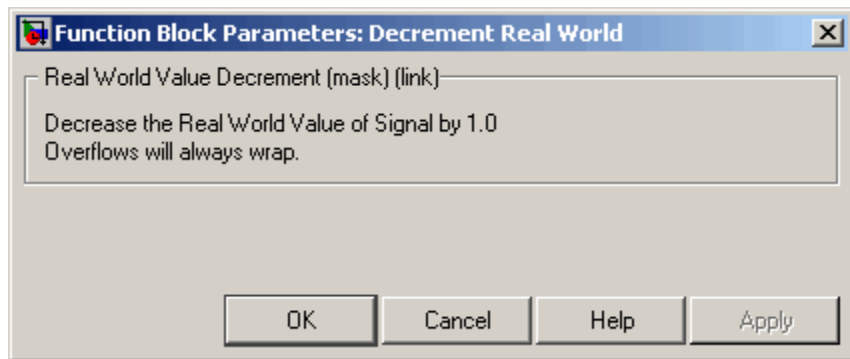 Function Block Parameters: Decrement Real World
Real World Value Decrement (mask) (link)
Decrease the Real World Value of Signal by 1.0
Overflows will always wrap.
OK
Cancel
Help
Apply